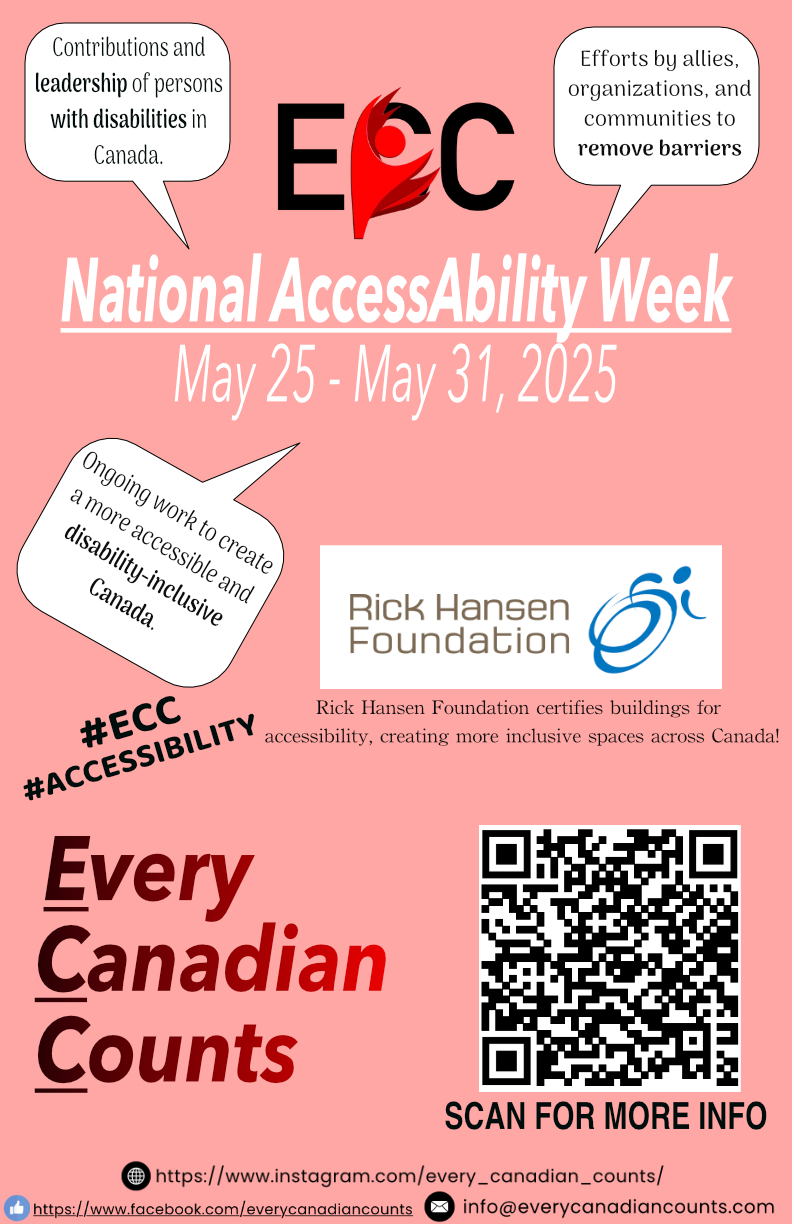 Contributions and
leadership of persons
with disabilities in
Canada.
Efforts by allies,
organizations, and
communities to
remove barriers
ECC
National AccessAbility Week
May 25 - May 31, 2025
Ongoing work to create
a more accessible and
disability-inclusive
Canada.
Rick Hansen
Foundation
Rick Hansen Foundation certifies buildings for
accessibility, creating more inclusive spaces across Canada!
#ECC
#ACCESSIBILITY
Every
Canadian
Counts
SCAN FOR MORE INFO
https://www.instagram.com/every_canadian_counts/
https://www.facebook.com/everycanadiancounts
info@everycanadiancounts.com